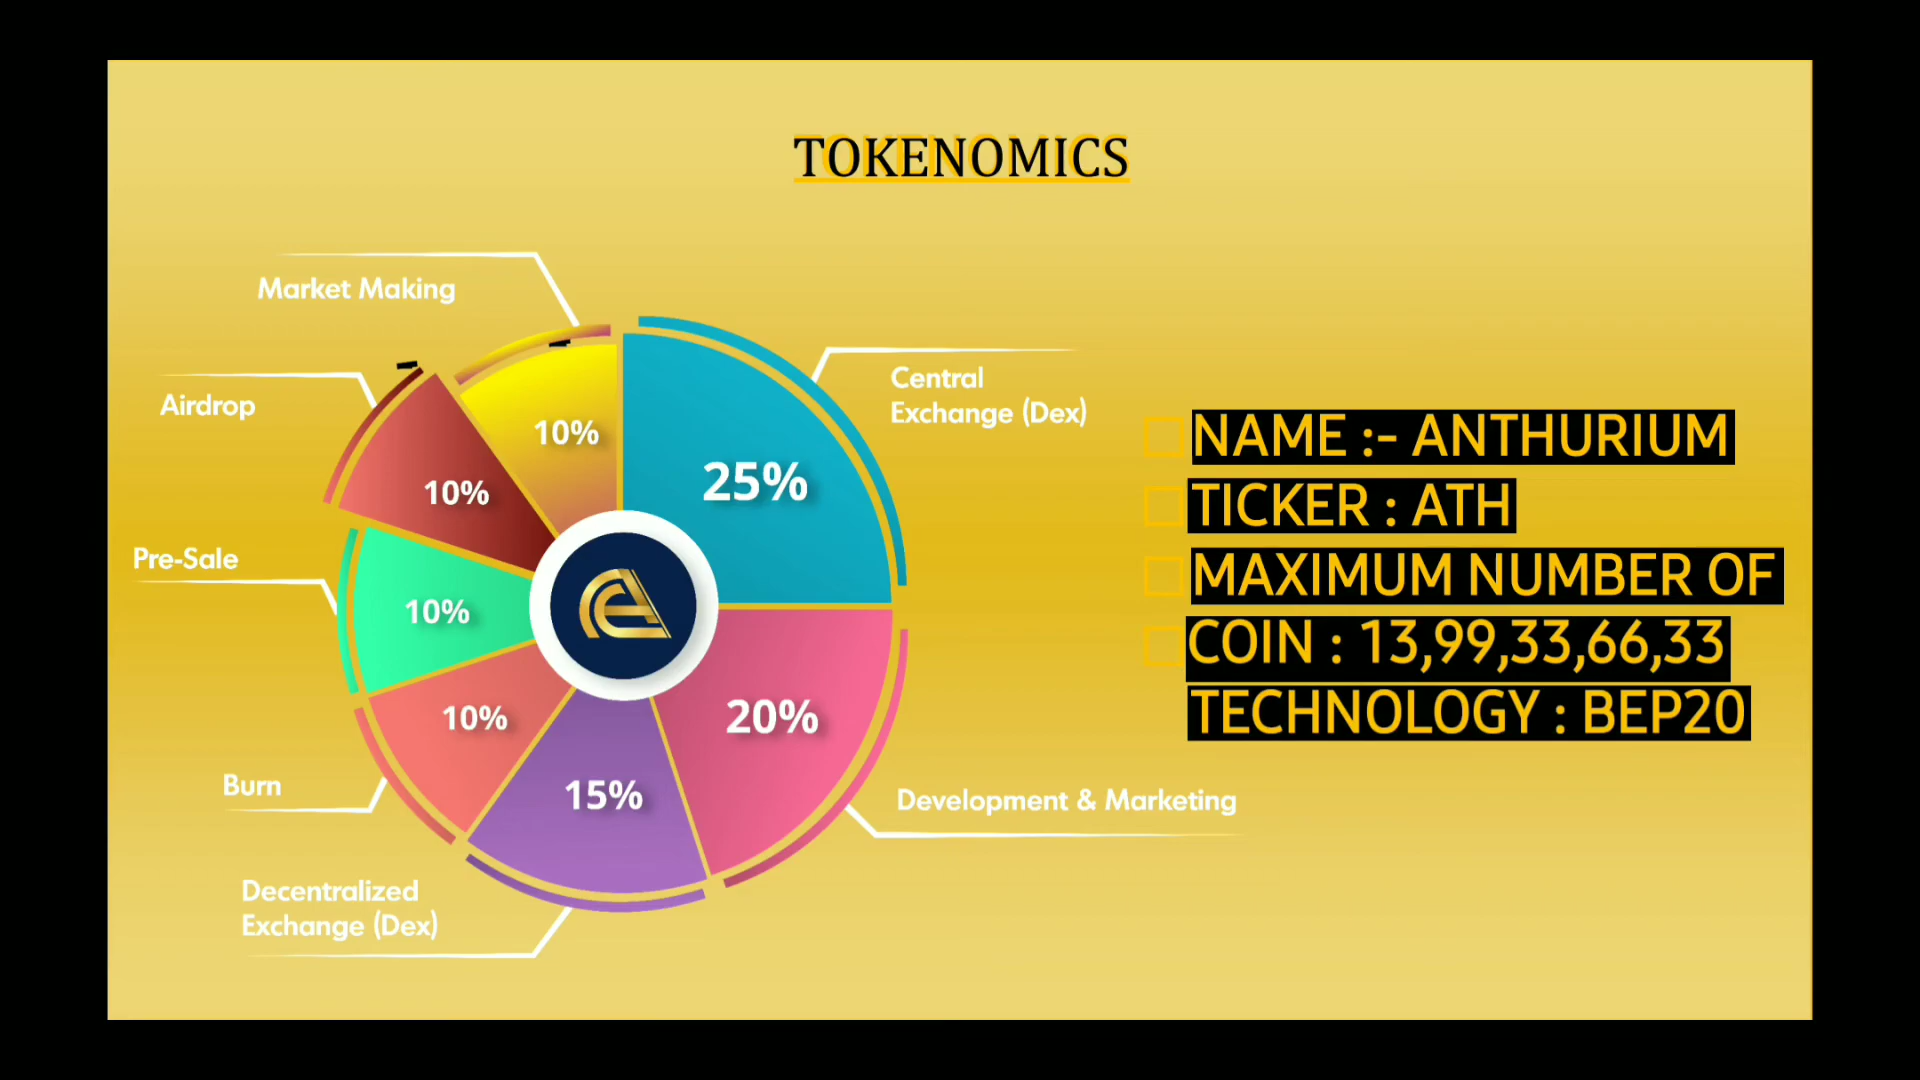 TOKENOMICS
Market Making
Airdrop
Pre-Sale
Burn
Decentralized
Exchange (Dex)
Central
Exchange (Dex)
Development & Marketing
10%
10%
10%
10%
15%
20%
25%
NAME :- ANTHURIUM
TICKER : ATH
MAXIMUM NUMBER OF
COIN : 13,99,33,66,33
TECHNOLOGY : BEP20